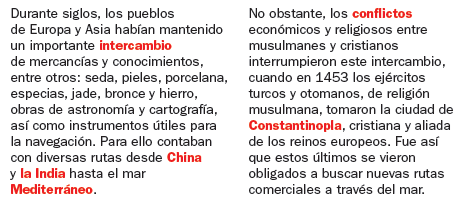 Durante siglos, los pueblos
de Europa y Asia habían mantenido
un importante intercambio
de mercancías y conocimientos,
entre otros: seda, pieles, porcelana,
especias, jade, bronce y hierro,
obras de astronomía y cartografía,
así como instrumentos útiles para
la navegación. Para ello contaban
con diversas rutas desde China
y la India hasta el mar
Mediterráneo.
No obstante, los conflictos
económicos y religiosos entre
musulmanes y cristianos
interrumpieron este intercambio,
cuando en 1453 los ejércitos
turcos y otomanos, de religión
musulmana, tomaron la ciudad de
Constantinopla, cristiana y aliada
de los reinos europeos. Fue así
que estos últimos se vieron
obligados a buscar nuevas rutas
comerciales a través del mar.